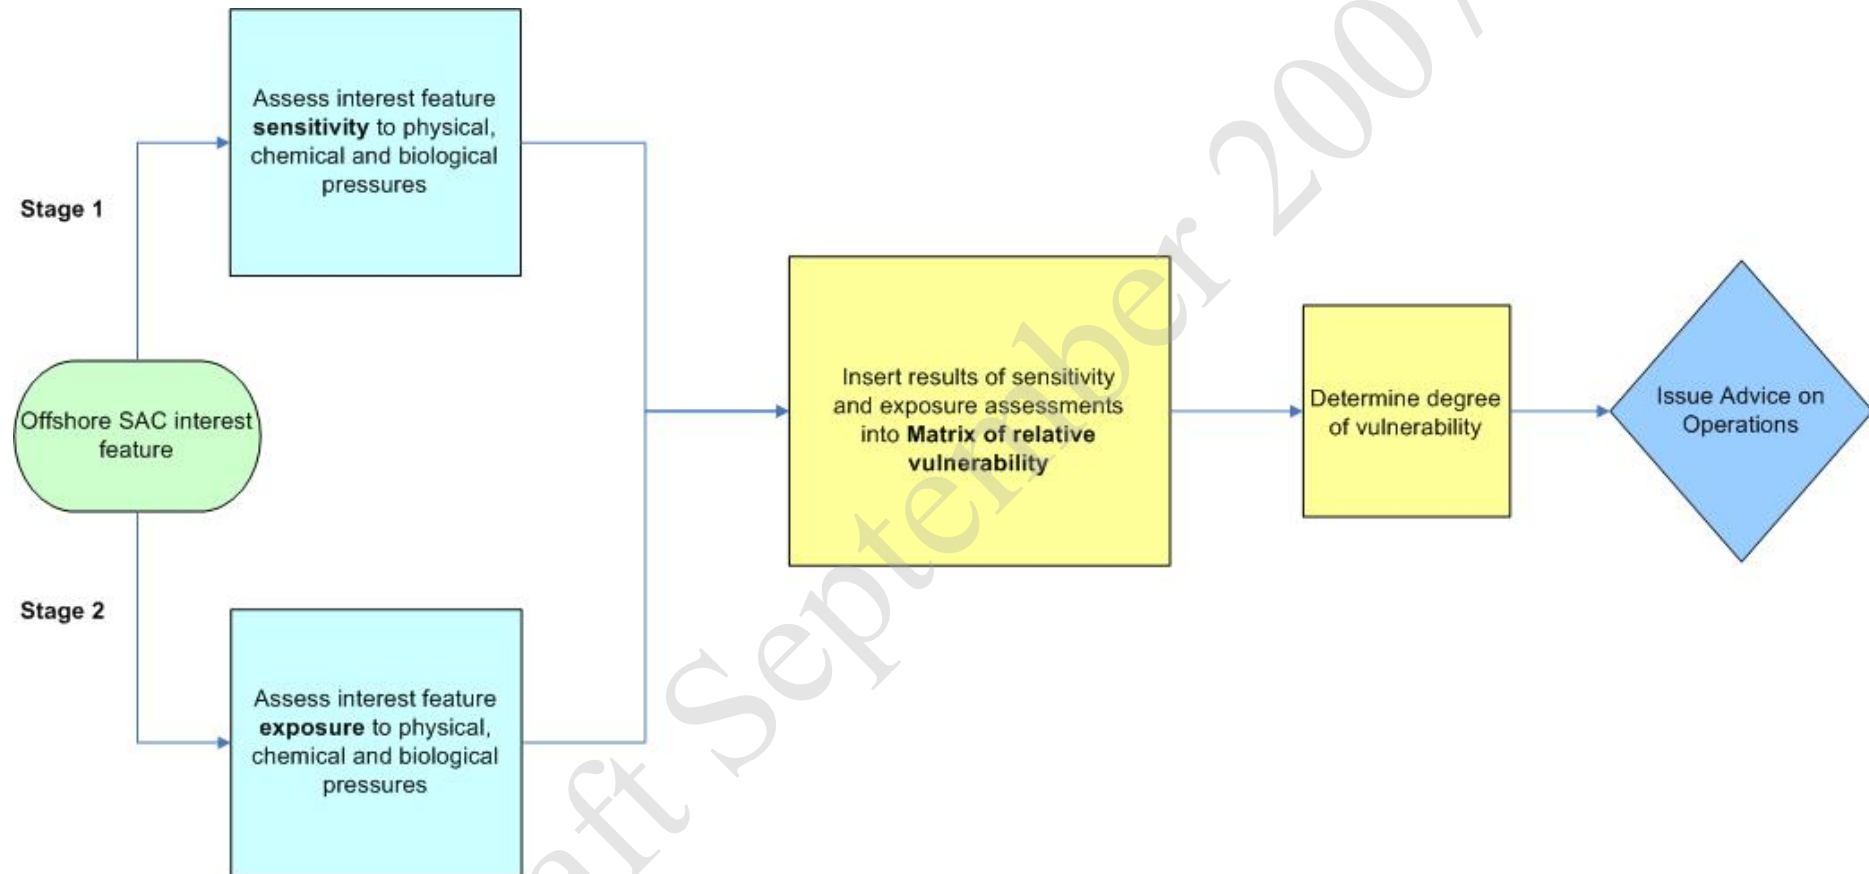 Assess interest feature
sensitivity to physical,
chemical and biological
pressures
Stage 1
Offshore SAC interest
feature
Stage 2
Assess interest feature
exposure to physical,
chemical and biological
pressures
Insert results of sensitivity
and exposure assessments
into Matrix of relative
vulnerability
Determine degree
of vulnerability
Issue Advice on
Operations
aft September 2007